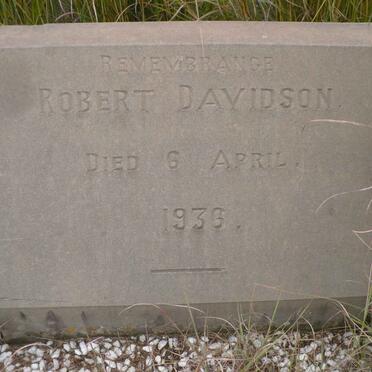 REMEMBRANCE
ROBERT DAVIDSON.
DIED 6 APRIL.
1936.